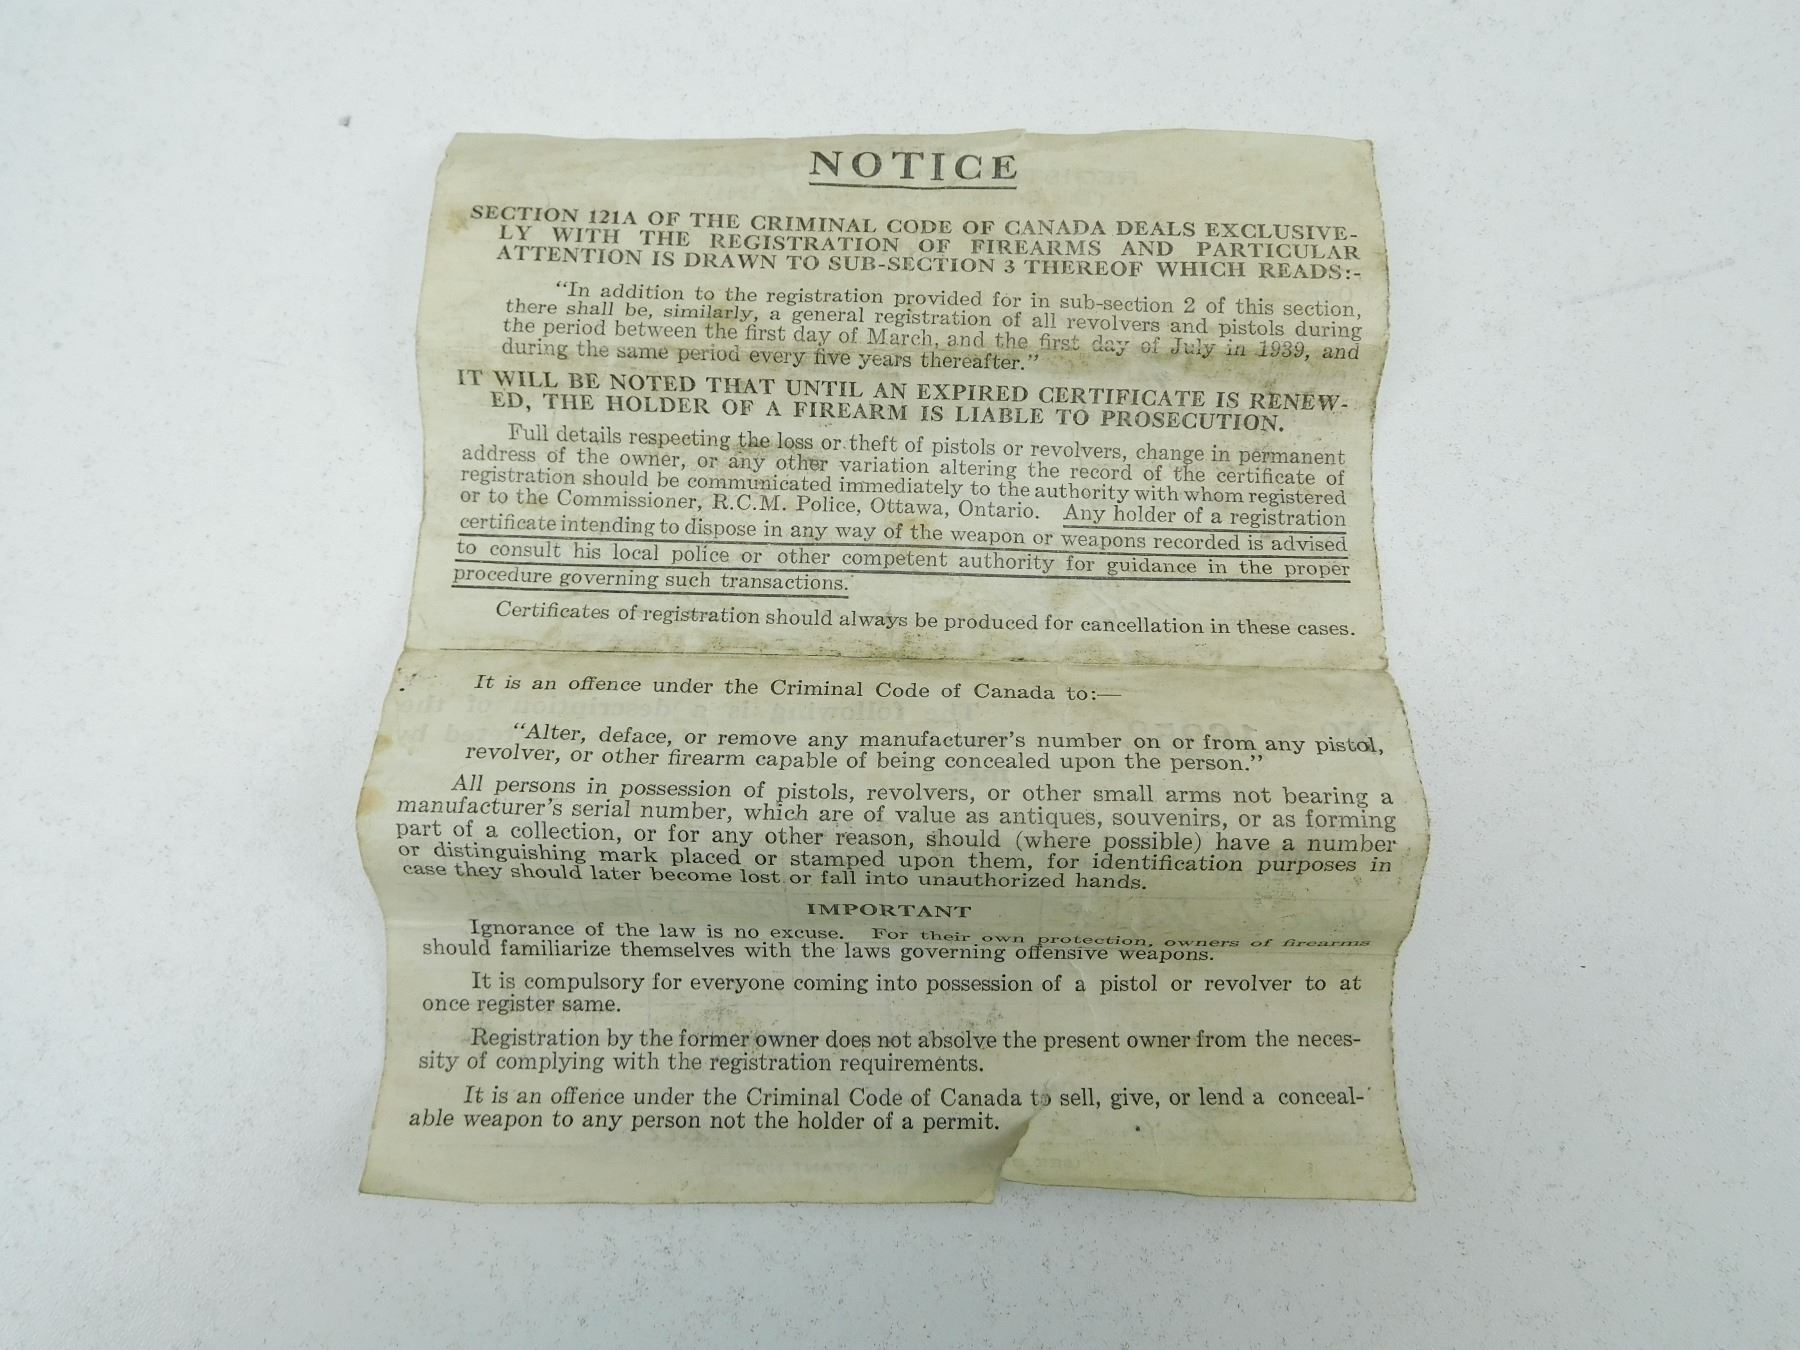 NOTICE
SECTION 121A OF THE CRIMINAL CODE OF CANADA DEALS EXCLUSIVE-
LY WITH THE REGISTRATION OF FIREARMS AND PARTICULAR
ATTENTION IS DRAWN TO SUB-SECTION 3 THEREOF WHICH READS:-
"In addition to the registration provided for in sub-section 2 of this section,
there shall be, similarly, a general registration of all revolvers and pistols during
the period between the first day of March, and the first day of July in 1939, and
during the same period every five years thereafter."
IT WILL BE NOTED THAT UNTIL AN EXPIRED CERTIFICATE IS RENEW-
ED, THE HOLDER OF A FIREARM IS LIABLE TO PROSECUTION.
Full details respecting the loss or theft of pistols or revolvers, change in permanent
address of the owner, or any other variation altering the record of the certificate of
registration should be communicated immediately to the authority with whom registered
or to the Commissioner, R.C.M. Police, Ottawa, Ontario. Any holder of a registration
certificate intending to dispose in any way of the weapon or weapons recorded is advised
to consult his local police or other competent authority for guidance in the proper
procedure governing such transactions.
Certificates of registration should always be produced for cancellation in these cases.
It is an offence under the Criminal Code of Canada to:—
"Alter, deface, or remove any manufacturer's number on or from any pistol,
revolver, or other firearm capable of being concealed upon the person."
All persons in possession of pistols, revolvers, or other small arms not bearing a
manufacturer's serial number, which are of value as antiques, souvenirs, or as forming
part of a collection, or for any other reason, should (where possible) have a number
or distinguishing mark placed or stamped upon them, for identification purposes in
case they should later become lost or fall into unauthorized hands.
IMPORTANT
Ignorance of the law is no excuse. For their own protection, owners of firearms
should familiarize themselves with the laws governing offensive weapons.
It is compulsory for everyone coming into possession of a pistol or revolver to at
once register same.
Registration by the former owner does not absolve the present owner from the neces-
sity of complying with the registration requirements.
It is an offence under the Criminal Code of Canada to sell, give, or lend a conceal-
able weapon to any person not the holder of a permit.